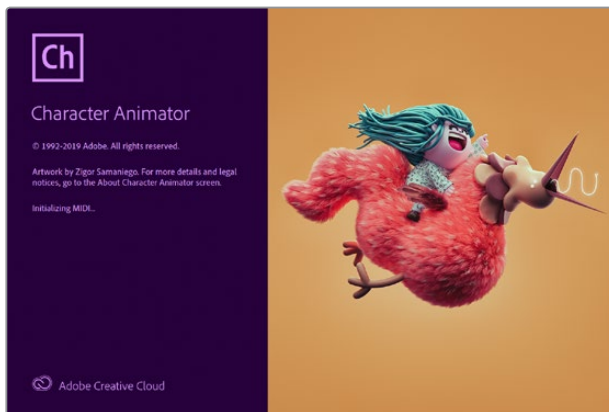 Ch
Character Animator
© 1992-2019 Adobe. All rights reserved.
Artwork by Zigor Samaniego. For more details and legal
notices, go to the About Character Animator screen.
Initializing MIDI...
Adobe Creative Cloud